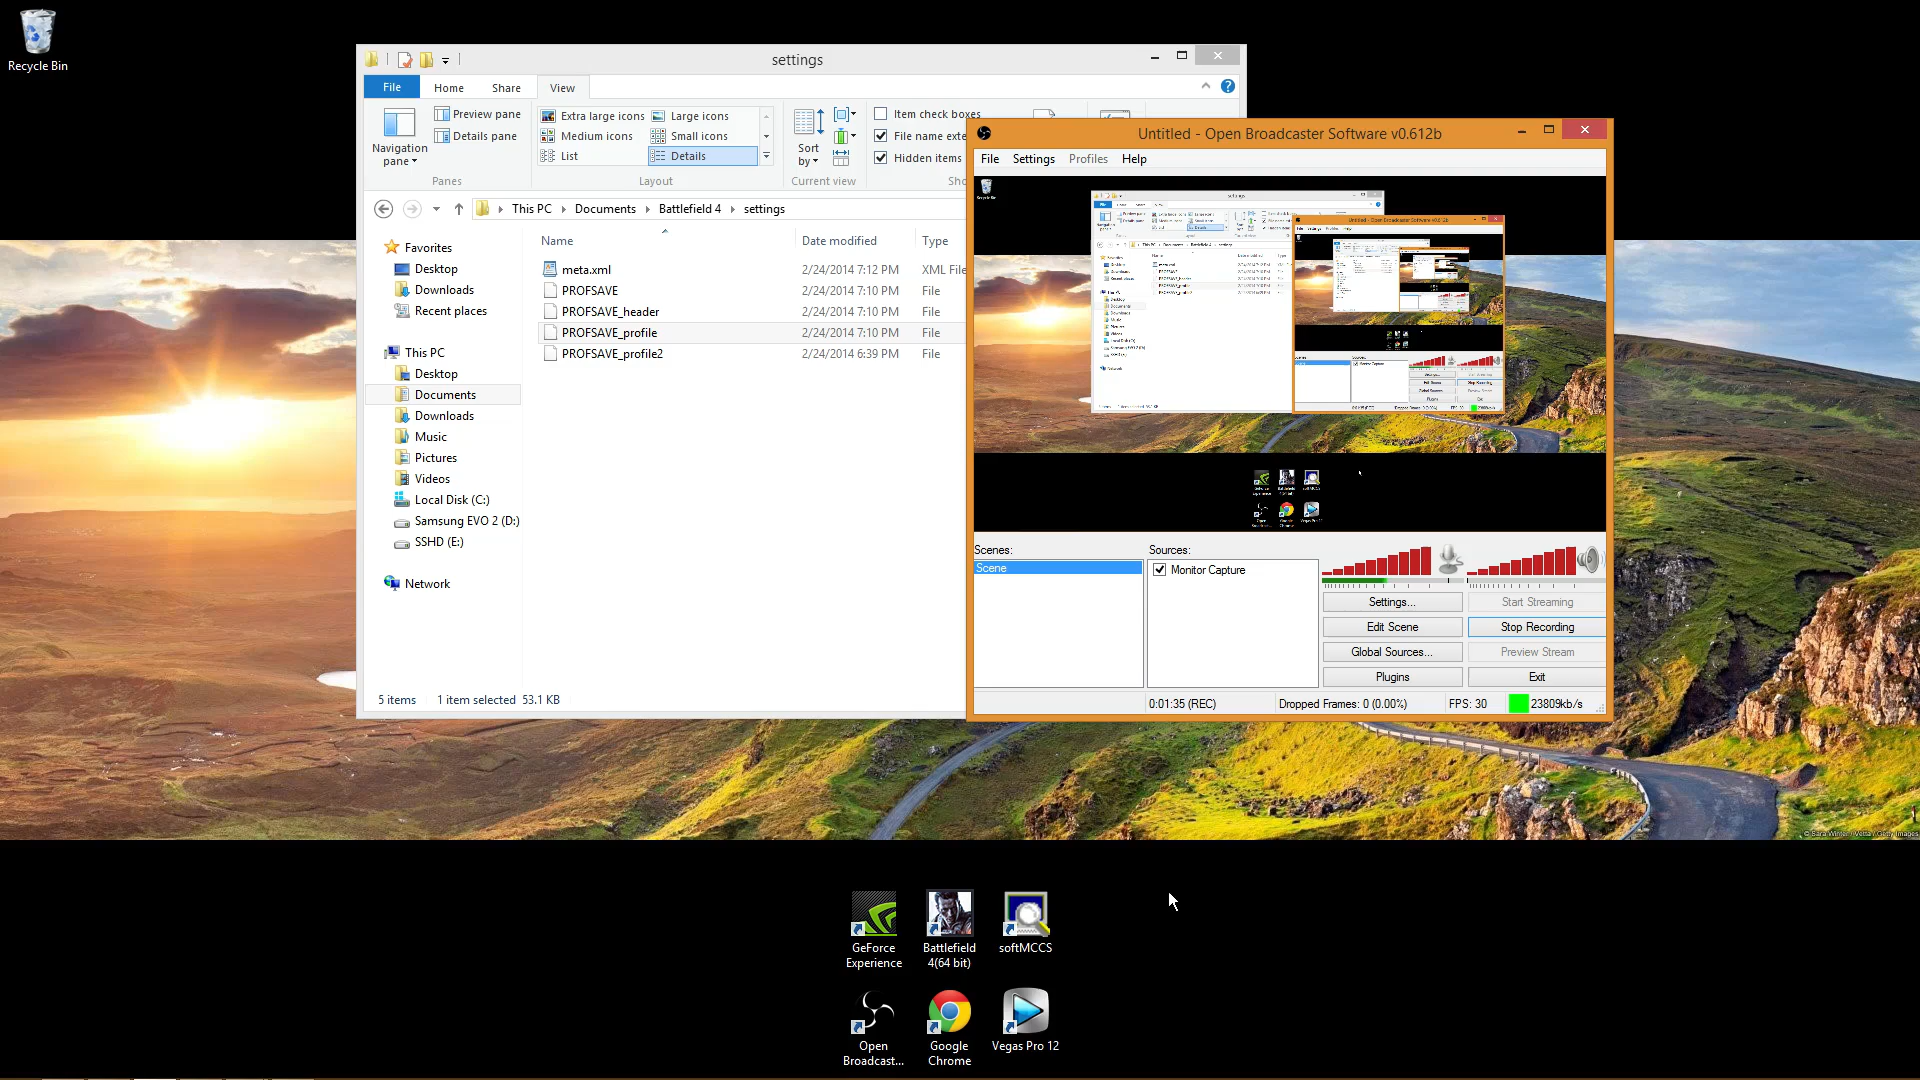 Recycle Bin
settings
File
Home
Share
View
Navigation pane
Preview pane
Details pane
Panes
Extra large icons
Large icons
Medium icons
Small icons
List
Details
Layout
Sort by
Current view
Item check boxes
File name exte
Hidden items
Sho
This PC
Documents
Battlefield 4
settings
Name
Date modified
Type
meta.xml 2/24/2014 7:12 PM XML File
PROFSAVE 2/24/2014 7:10 PM File
PROFSAVE_header 2/24/2014 7:10 PM File
PROFSAVE_profile 2/24/2014 7:10 PM File
PROFSAVE_profile2 2/24/2014 6:39 PM File
Favorites
Desktop
Downloads
Recent places
This PC
Desktop
Documents
Downloads
Music
Pictures
Videos
Local Disk (C:)
Samsung EVO 2 (D:)
SSHD (E:)
Network
5 items 1 item selected 53.1 KB
Untitled - Open Broadcaster Software v0.612b
File Settings Profiles Help
Scenes:
Scene
Sources:
Monitor Capture
Settings...
Start Streaming
Edit Scene
Stop Recording
Global Sources...
Preview Stream
Plugins
Exit
0:01:35 (REC)
Dropped Frames: 0 (0.00%)
FPS: 30
23809kb/s
© Sara Winter / Vetta / Getty Images
GeForce Experience
Battlefield 4(64 bit)
softMCCS
Open Broadcast...
Google Chrome
Vegas Pro 12